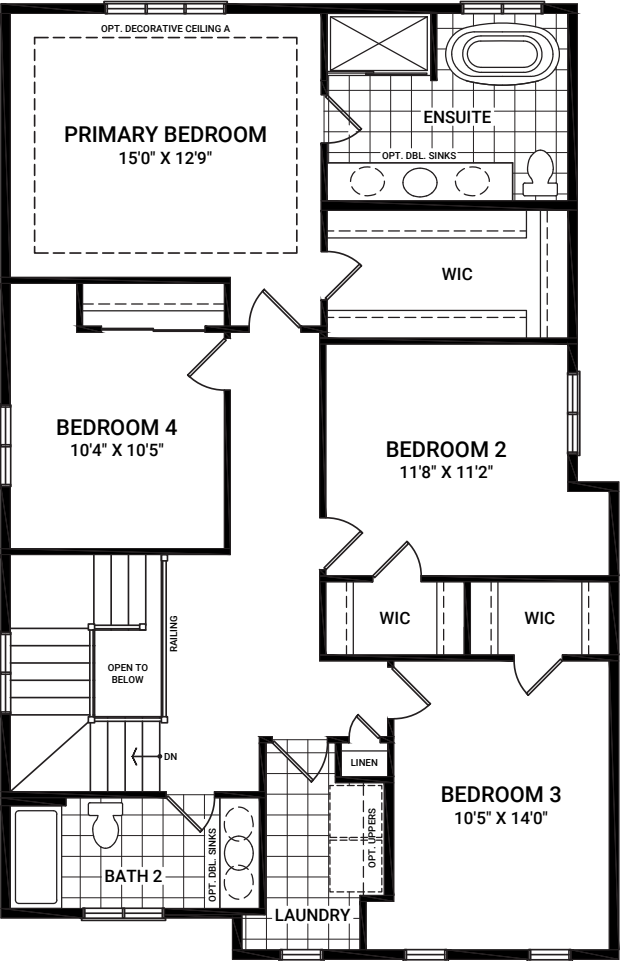 OPT. DECORATIVE CEILING A
PRIMARY BEDROOM
15'0" X 12'9"
ENSUITE
OPT. DBL. SINKS
WIC
BEDROOM 4
10'4" X 10'5"
BEDROOM 2
11'8" X 11'2"
RAILING
WIC
WIC
OPEN TO
BELOW
DN
LINEN
BEDROOM 3
10'5" X 14'0"
OPT. UPPERS
OPT. DBL. SINKS
BATH 2
LAUNDRY